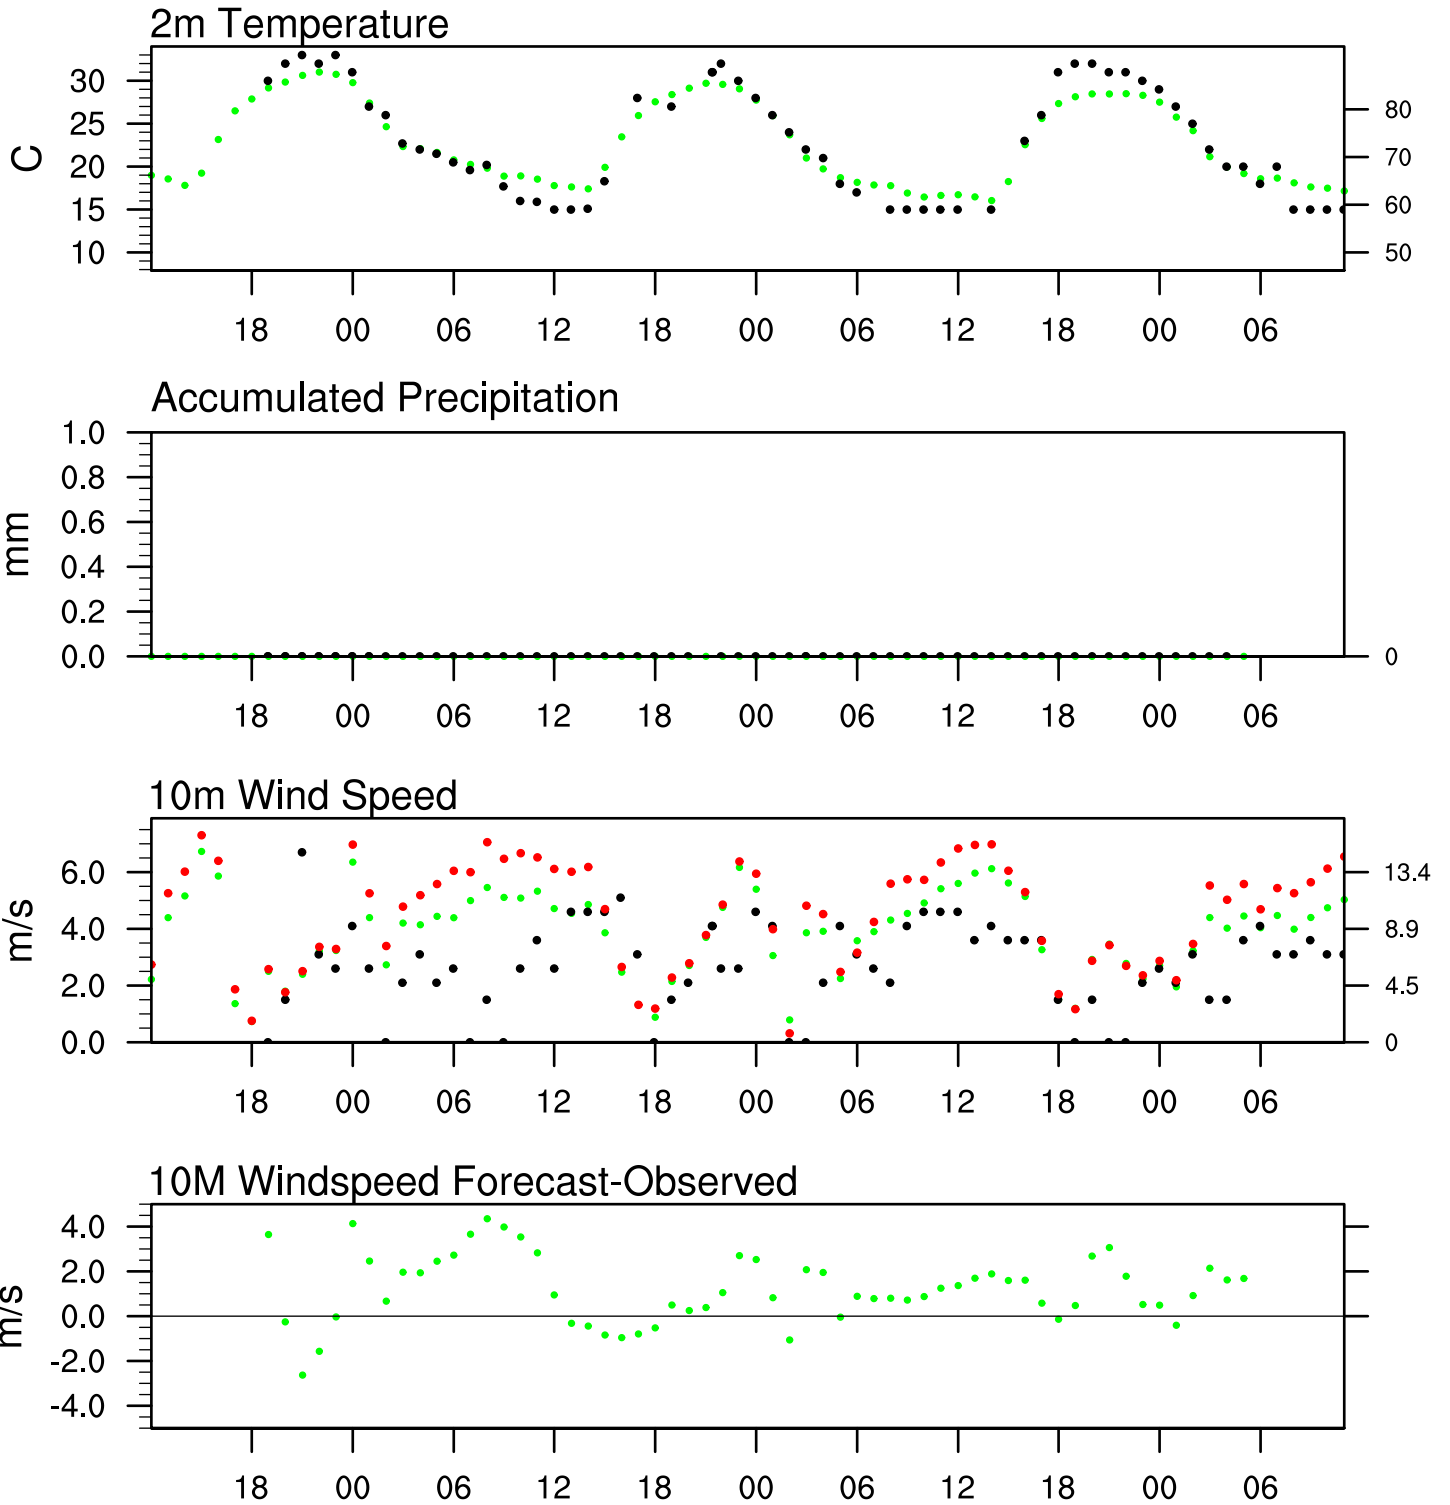 2m Temperature
30
25
20
15
10
C
80
70
60
50
18 00 06 12 18 00 06 12 18 00 06
Accumulated Precipitation
1.0
0.8
0.6
0.4
0.2
0.0
mm
0
18 00 06 12 18 00 06 12 18 00 06
10m Wind Speed
6.0
4.0
2.0
0.0
m/s
13.4
8.9
4.5
0
18 00 06 12 18 00 06 12 18 00 06
10M Windspeed Forecast-Observed
4.0
2.0
0.0
-2.0
-4.0
m/s
18 00 06 12 18 00 06 12 18 00 06